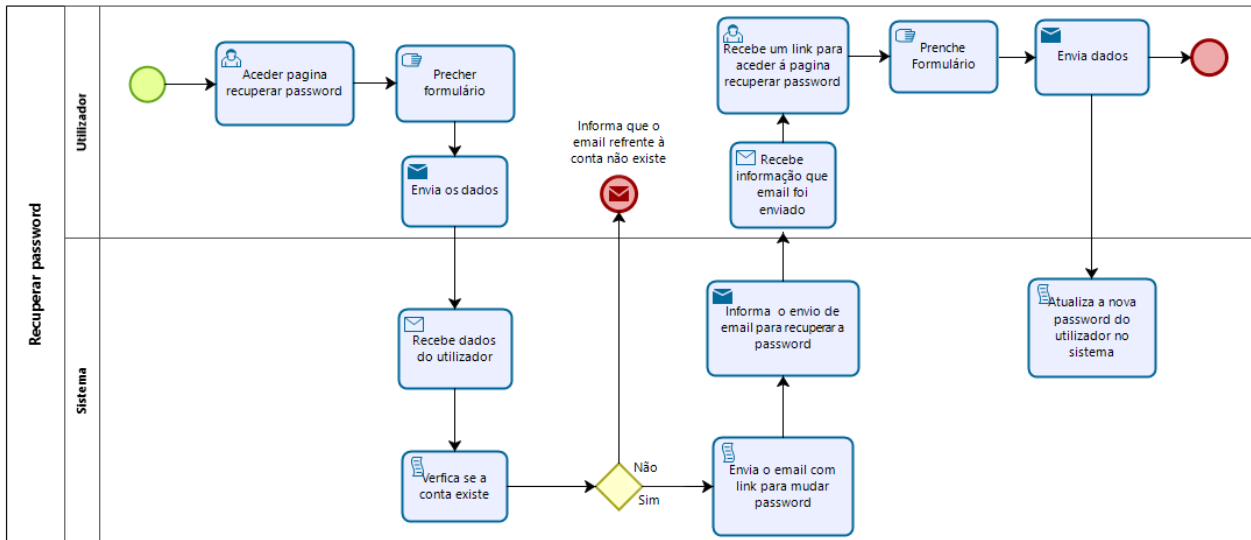 Recuperar password
Utilizador
Aceder pagina
recuperar password
Precher
formulário
Envia os dados
Informa que o
email refrente à
conta não existe
Recebe um link para
aceder á pagina
recuperar password
Prenche
Formulário
Envia dados
Recebe
informação que
email foi
enviado
Sistema
Recebe dados
do utilizador
Verfica se a
conta existe
Não
Sim
Envia o email com
link para mudar
password
Informa o envio de
email para recuperar a
password
Atualiza a nova
password do
utilizador no
sistema